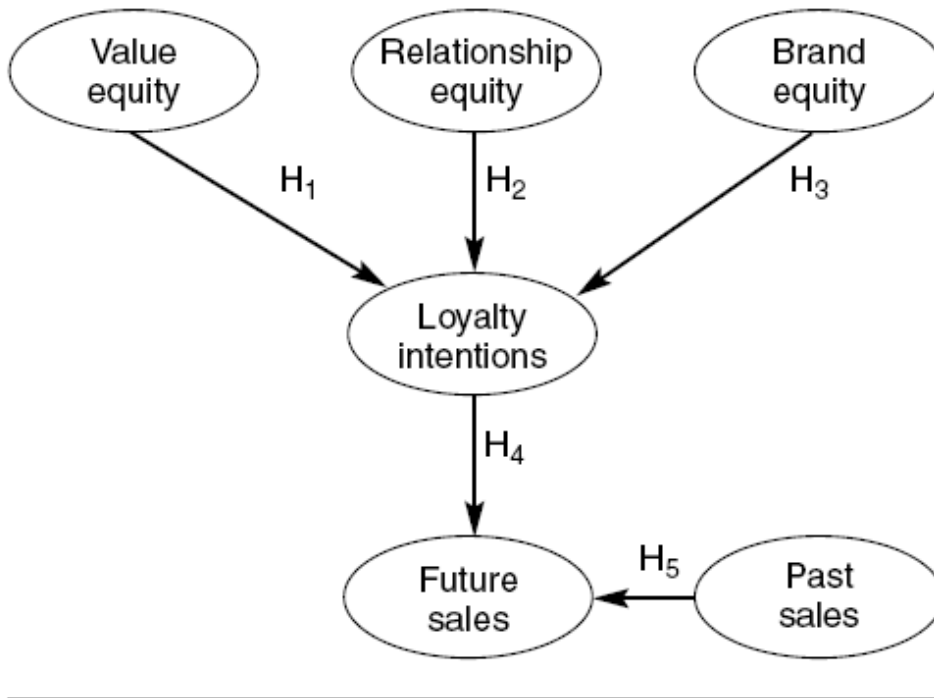 Value
equity
Relationship
equity
Brand
equity
H₁
H₂
H₃
Loyalty
intentions
H₄
Future
sales
H₅
Past
sales